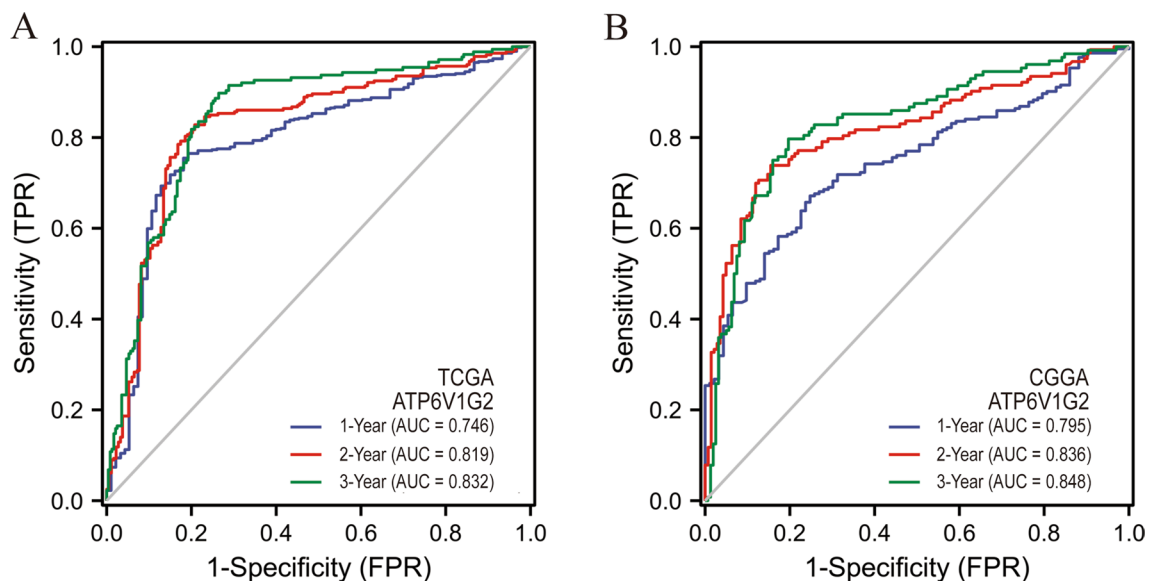 A
1.0
0.8
0.6
0.4
0.2
0.0
Sensitivity (TPR)
TCGA
ATP6V1G2
1-Year (AUC = 0.746)
2-Year (AUC = 0.819)
3-Year (AUC = 0.832)
0.0 0.2 0.4 0.6 0.8 1.0
1-Specificity (FPR)
B
1.0
0.8
0.6
0.4
0.2
0.0
Sensitivity (TPR)
CGGA
ATP6V1G2
1-Year (AUC = 0.795)
2-Year (AUC = 0.836)
3-Year (AUC = 0.848)
0.0 0.2 0.4 0.6 0.8 1.0
1-Specificity (FPR)